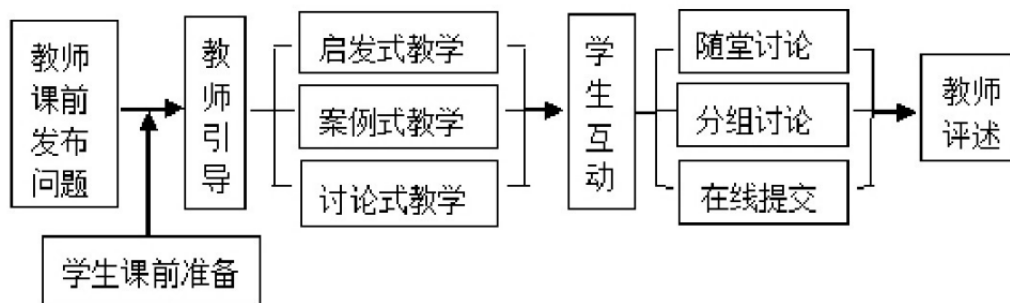 教师
课前
发布
问题
学生课前准备
教
师
引
导
启发式教学
案例式教学
讨论式教学
学
生
互
动
随堂讨论
分组讨论
在线提交
教师
评述